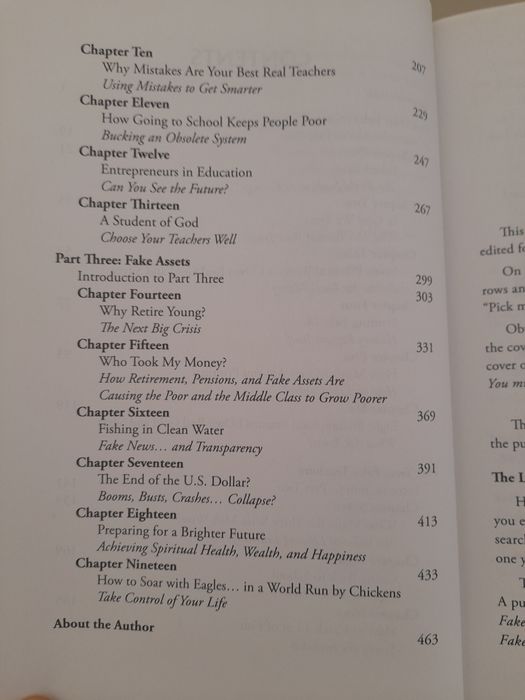 Chapter Ten
Why Mistakes Are Your Best Real Teachers 207
Using Mistakes to Get Smarter
Chapter Eleven
How Going to School Keeps People Poor 229
Bucking an Obsolete System
Chapter Twelve 247
Entrepreneurs in Education
Can You See the Future?
Chapter Thirteen 267
A Student of God
Choose Your Teachers Well
Part Three: Fake Assets
Introduction to Part Three 299
Chapter Fourteen 303
Why Retire Young?
The Next Big Crisis
Chapter Fifteen 331
Who Took My Money?
How Retirement, Pensions, and Fake Assets Are
Causing the Poor and the Middle Class to Grow Poorer
Chapter Sixteen 369
Fishing in Clean Water
Fake News... and Transparency
Chapter Seventeen 391
The End of the U.S. Dollar?
Booms, Busts, Crashes... Collapse?
Chapter Eighteen 413
Preparing for a Brighter Future
Achieving Spiritual Health, Wealth, and Happiness
Chapter Nineteen 433
How to Soar with Eagles... in a World Run by Chickens
Take Control of Your Life
About the Author 463
This
edited
On
rows
"Pick
Ob
the
cover
You
Th
the
The
H
you
one
A
Fake
Fake